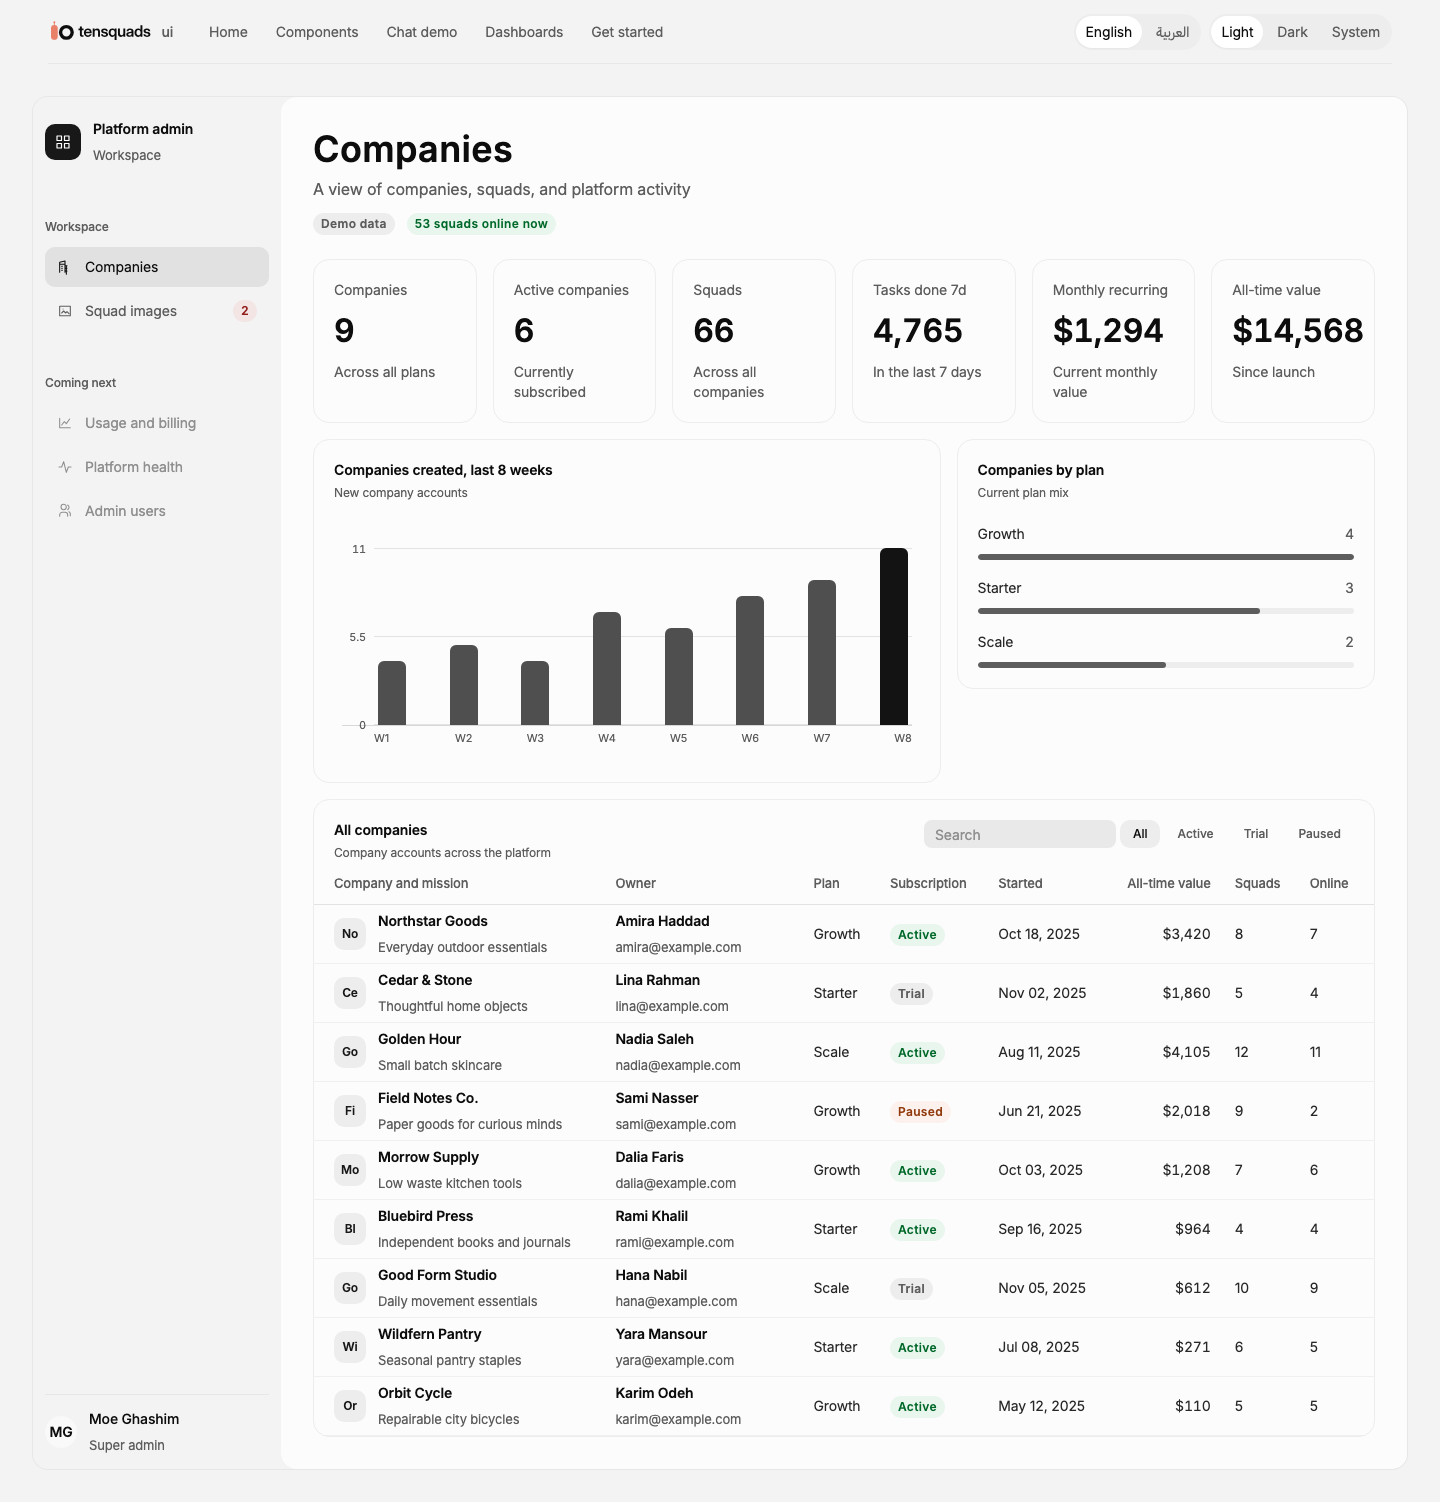 tensquads ui Home Components Chat demo Dashboards Get started English العربية Light Dark System
Platform admin
Workspace
Workspace
Companies
Squad images 2
Coming next
Usage and billing
Platform health
Admin users
Moe Ghashim
MG
Super admin
Companies
A view of companies, squads, and platform activity
Demo data 53 squads online now
Companies
9
Across all plans
Active companies
6
Currently
subscribed
Squads
66
Across all
companies
Tasks done 7d
4,765
In the last 7 days
Monthly recurring
$1,294
Current monthly
value
All-time value
$14,568
Since launch
Companies created, last 8 weeks
New company accounts
11
5.5
0
W1 W2 W3 W4 W5 W6 W7 W8
Companies by plan
Current plan mix
Growth 4
Starter 3
Scale 2
All companies
Company accounts across the platform
Search All Active Trial Paused
Company and mission Owner Plan Subscription Started All-time value Squads Online
Northstar Goods Amira Haddad
No Growth Active Oct 18, 2025 $3,420 8 7
Everyday outdoor essentials amira@example.com
Cedar & Stone Lina Rahman
Ce Starter Trial Nov 02, 2025 $1,860 5 4
Thoughtful home objects lina@example.com
Golden Hour Nadia Saleh
Go Scale Active Aug 11, 2025 $4,105 12 11
Small batch skincare nadia@example.com
Field Notes Co. Sami Nasser
Fi Growth Paused Jun 21, 2025 $2,018 9 2
Paper goods for curious minds sami@example.com
Morrow Supply Dalia Faris
Mo Growth Active Oct 03, 2025 $1,208 7 6
Low waste kitchen tools dalia@example.com
Bluebird Press Rami Khalil
Bl Starter Active Sep 16, 2025 $964 4 4
Independent books and journals rami@example.com
Good Form Studio Hana Nabil
Go Scale Trial Nov 05, 2025 $612 10 9
Daily movement essentials hana@example.com
Wildfern Pantry Yara Mansour
Wi Starter Active Jul 08, 2025 $271 6 5
Seasonal pantry staples yara@example.com
Orbit Cycle Karim Odeh
Or Growth Active May 12, 2025 $110 5 5
Repairable city bicycles karim@example.com